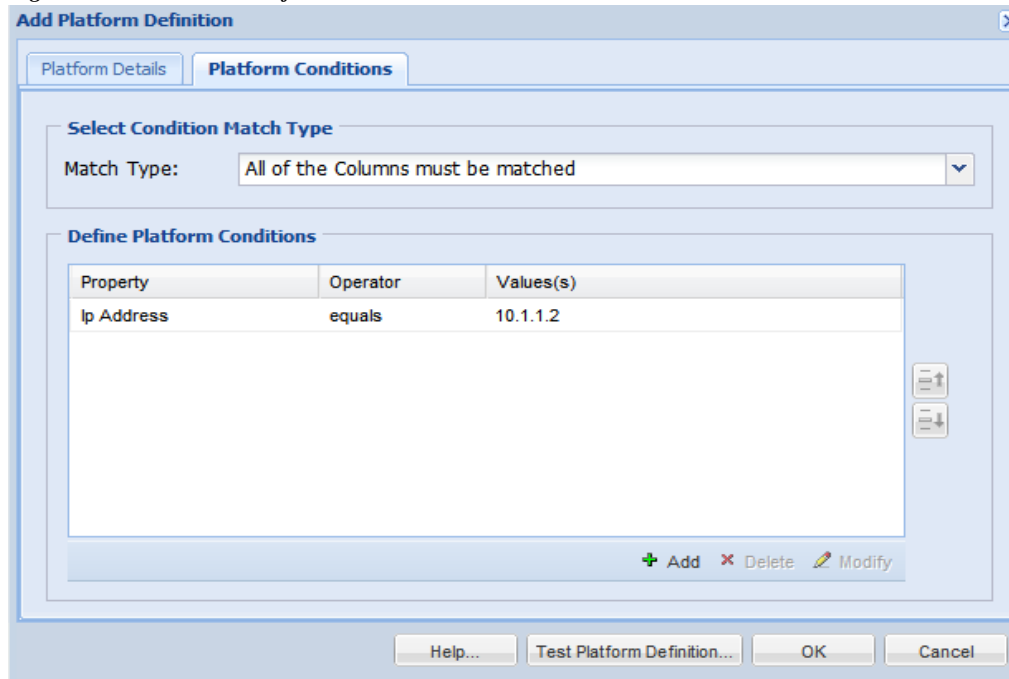 Add Platform Definition
Platform Details Platform Conditions
Select Condition Match Type
Match Type: All of the Columns must be matched
Define Platform Conditions
Property Operator Values(s)
Ip Address equals 10.1.1.2
Add Delete Modify
Help... Test Platform Definition... OK Cancel